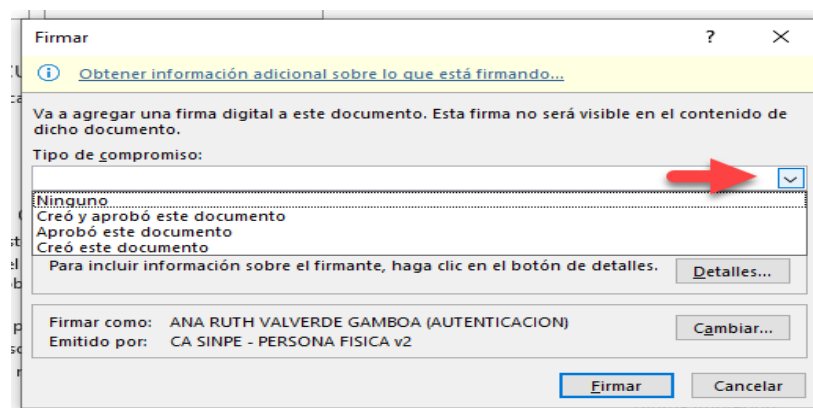 Firmar ?
Obtener información adicional sobre lo que está firmando...
Va a agregar una firma digital a este documento. Esta firma no será visible en el contenido de
dicho documento.
Tipo de compromiso:
Ninguno
Creó y aprobó este documento
Aprobó este documento
Creó este documento
Para incluir información sobre el firmante, haga clic en el botón de detalles.
Detalles...
Firmar como: ANA RUTH VALVERDE GAMBOA (AUTENTICACION)
Emitido por: CA SINPE - PERSONA FISICA v2
Cambiar...
Firmar
Cancelar